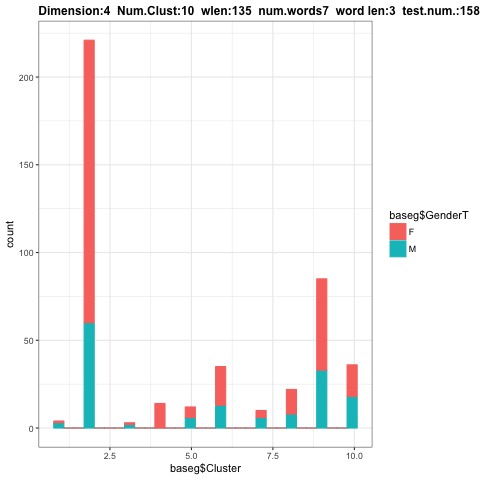 Dimension:4  Num.Clust:10  wlen:135  num.words7  word len:3  test.num.:158
200
150
100
50
0
count
2.5 5.0 7.5 10.0
baseg$Cluster
baseg$GenderT
F
M